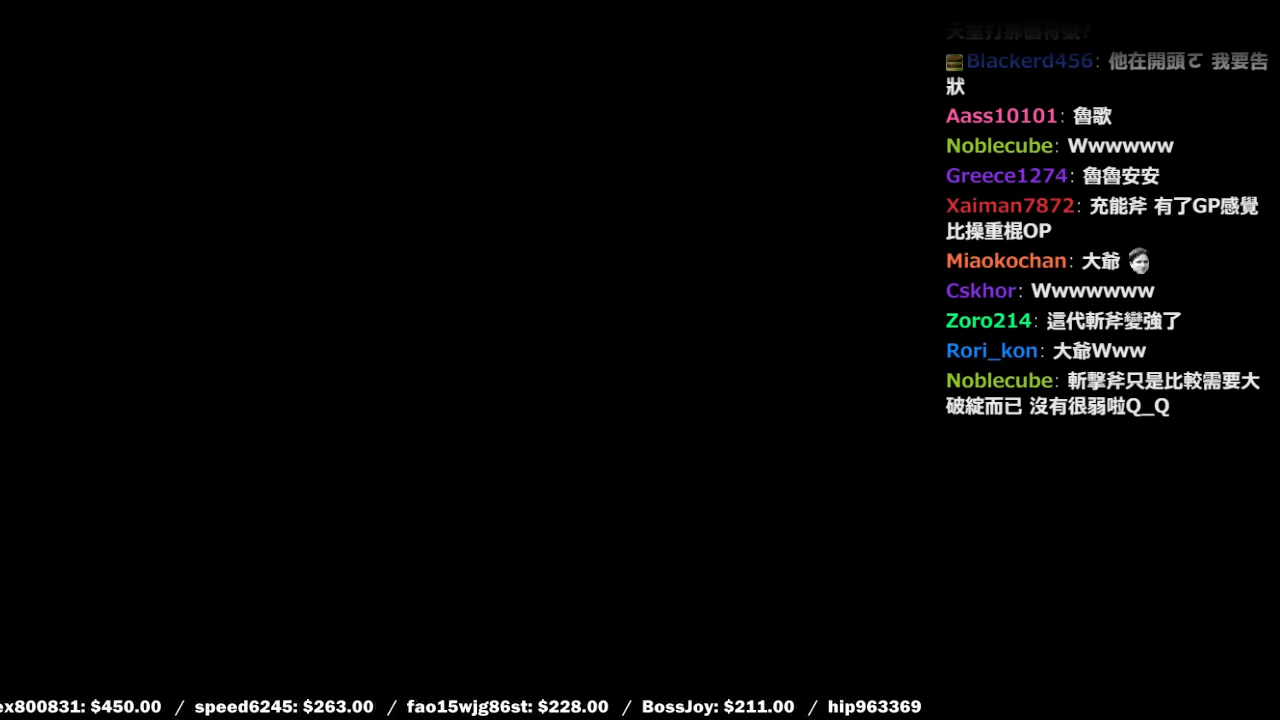 Blackerd456: 他在開頭ㄛ 我要告
狀
Aass10101: 魯歌
Noblecube: Wwwwww
Greece1274: 魯魯安安
Xaiman7872: 充能斧 有了GP感覺
比操重棍OP
Miaokochan: 大爺
Cskhor: Wwwwwww
Zoro214: 這代斬斧變強了
Rori_kon: 大爺Www
Noblecube: 斬擊斧只是比較需要大
破綻而已 沒有很弱啦Q_Q
ex800831: $450.00 / speed6245: $263.00 / fao15wjg86st: $228.00 / BossJoy: $211.00 / hip963369